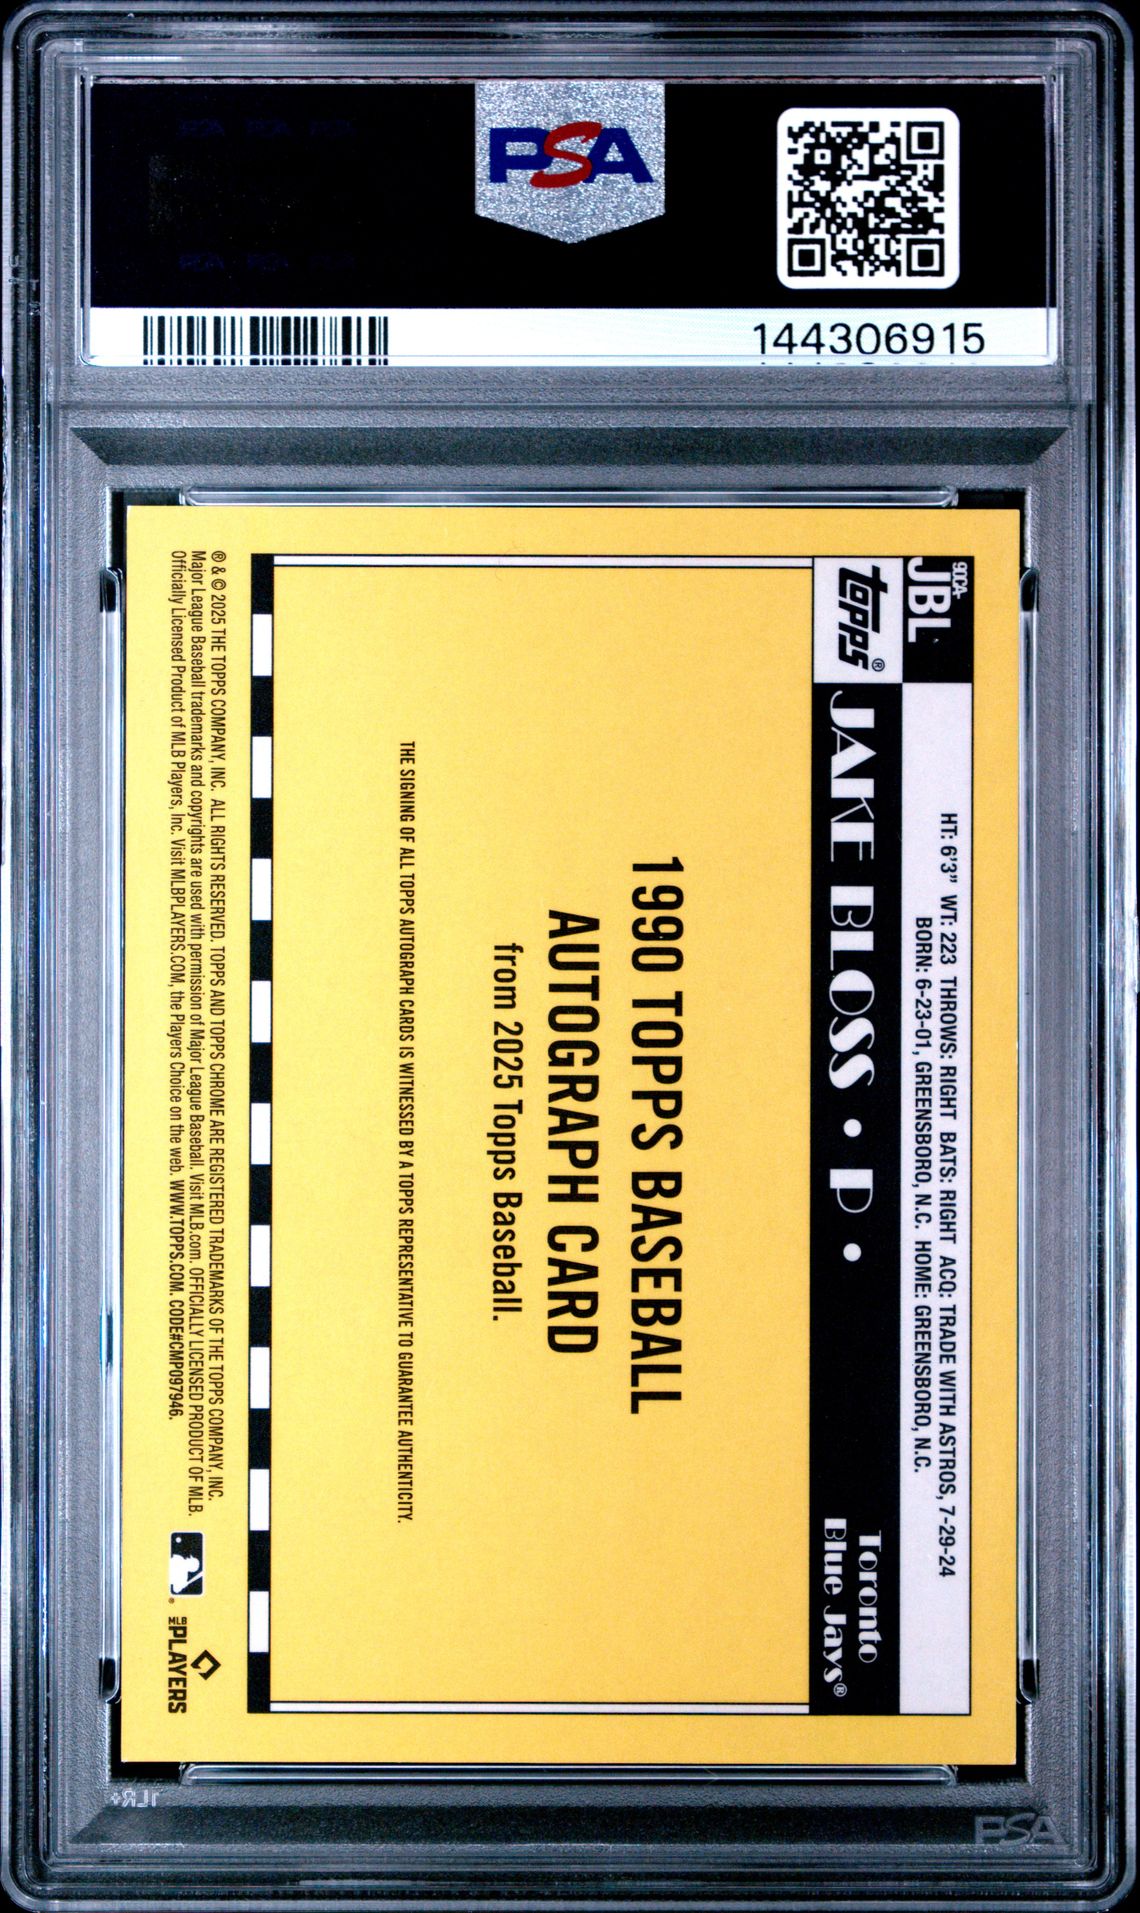 PSA
144306915
90CA-
JBL
HT: 6'3" WT: 223 THROWS: RIGHT BATS: RIGHT ACQ: TRADE WITH ASTROS, 7-29-24
BORN: 6-23-01, GREENSBORO, N.C. HOME: GREENSBORO, N.C.
topps®
JAKE BLOSS • P •
Toronto
Blue Jays®
1990 TOPPS BASEBALL
AUTOGRAPH CARD
from 2025 Topps Baseball.
THE SIGNING OF ALL TOPPS AUTOGRAPH CARDS IS WITNESSED BY A TOPPS REPRESENTATIVE TO GUARANTEE AUTHENTICITY.
® & © 2025 THE TOPPS COMPANY, INC. ALL RIGHTS RESERVED. TOPPS AND TOPPS CHROME ARE REGISTERED TRADEMARKS OF THE TOPPS COMPANY, INC.
Major League Baseball trademarks and copyrights are used with permission of Major League Baseball. Visit MLB.com. OFFICIALLY LICENSED PRODUCT OF MLB.
Officially Licensed Product of MLB Players, Inc. Visit MLBPLAYERS.COM, the Players Choice on the web. WWW.TOPPS.COM. CODE#CMP097946.
MLB PLAYERS
PSA